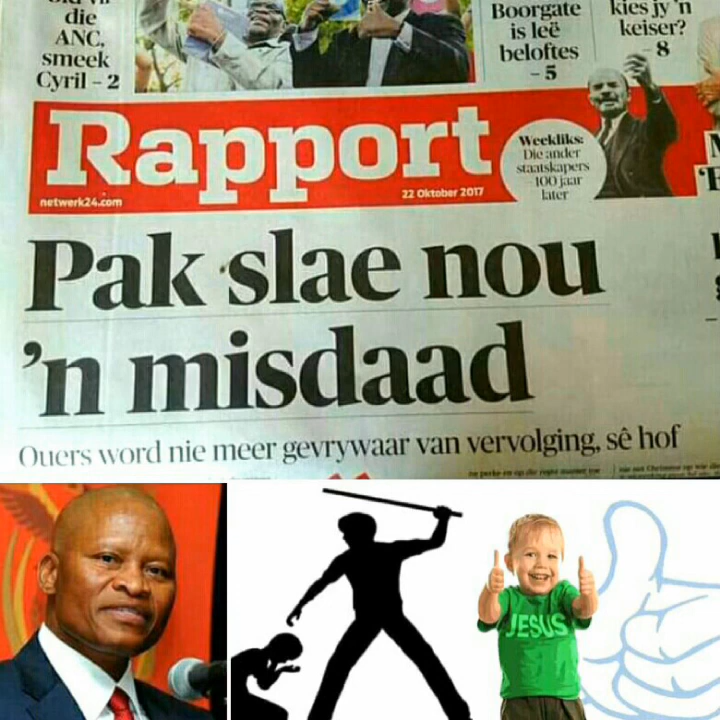 die
ANC,
smeek
Cyril – 2
Boorgate
is leë
beloftes
– 5
kies jy 'n
keiser?
– 8
Rapport
netwerk24.com
22 Oktober 2017
Weekliks:
Die ander
staatskapers
100 jaar
later
Pak slae nou
'n misdaad
Ouers word nie meer gevrywaar van vervolging, sê hof
JESUS